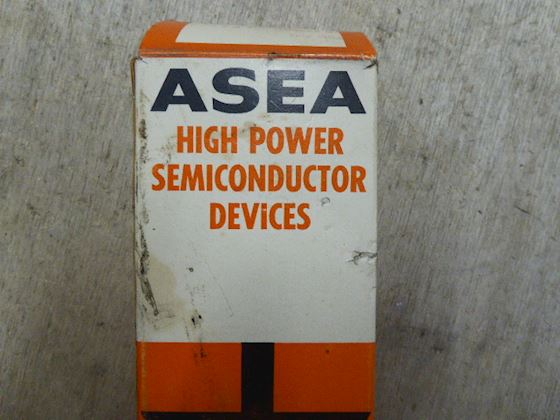 ASEA
HIGH POWER
SEMICONDUCTOR
DEVICES